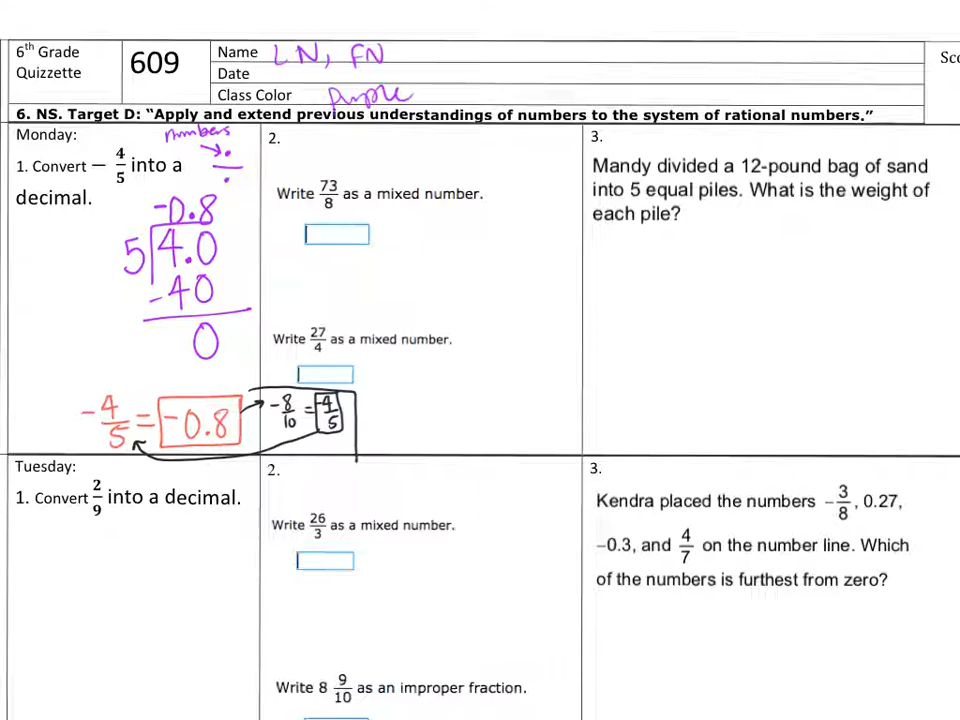 6th Grade
Quizzette
609
Name LN, FN
Date
Class Color purple
Sco
6. NS. Target D: "Apply and extend previous understandings of numbers to the system of rational numbers."
Monday:
numbers
1. Convert − 4/5 into a
decimal.
-0.8
5 4.0
-40
0
-4/5 = -0.8
-8/10 = -4/5
2.
Write 73/8 as a mixed number.
Write 27/4 as a mixed number.
3.
Mandy divided a 12-pound bag of sand
into 5 equal piles. What is the weight of
each pile?
Tuesday:
1. Convert 2/9 into a decimal.
2.
Write 26/3 as a mixed number.
Write 8 9/10 as an improper fraction.
3.
Kendra placed the numbers −3/8, 0.27,
−0.3, and 4/7 on the number line. Which
of the numbers is furthest from zero?